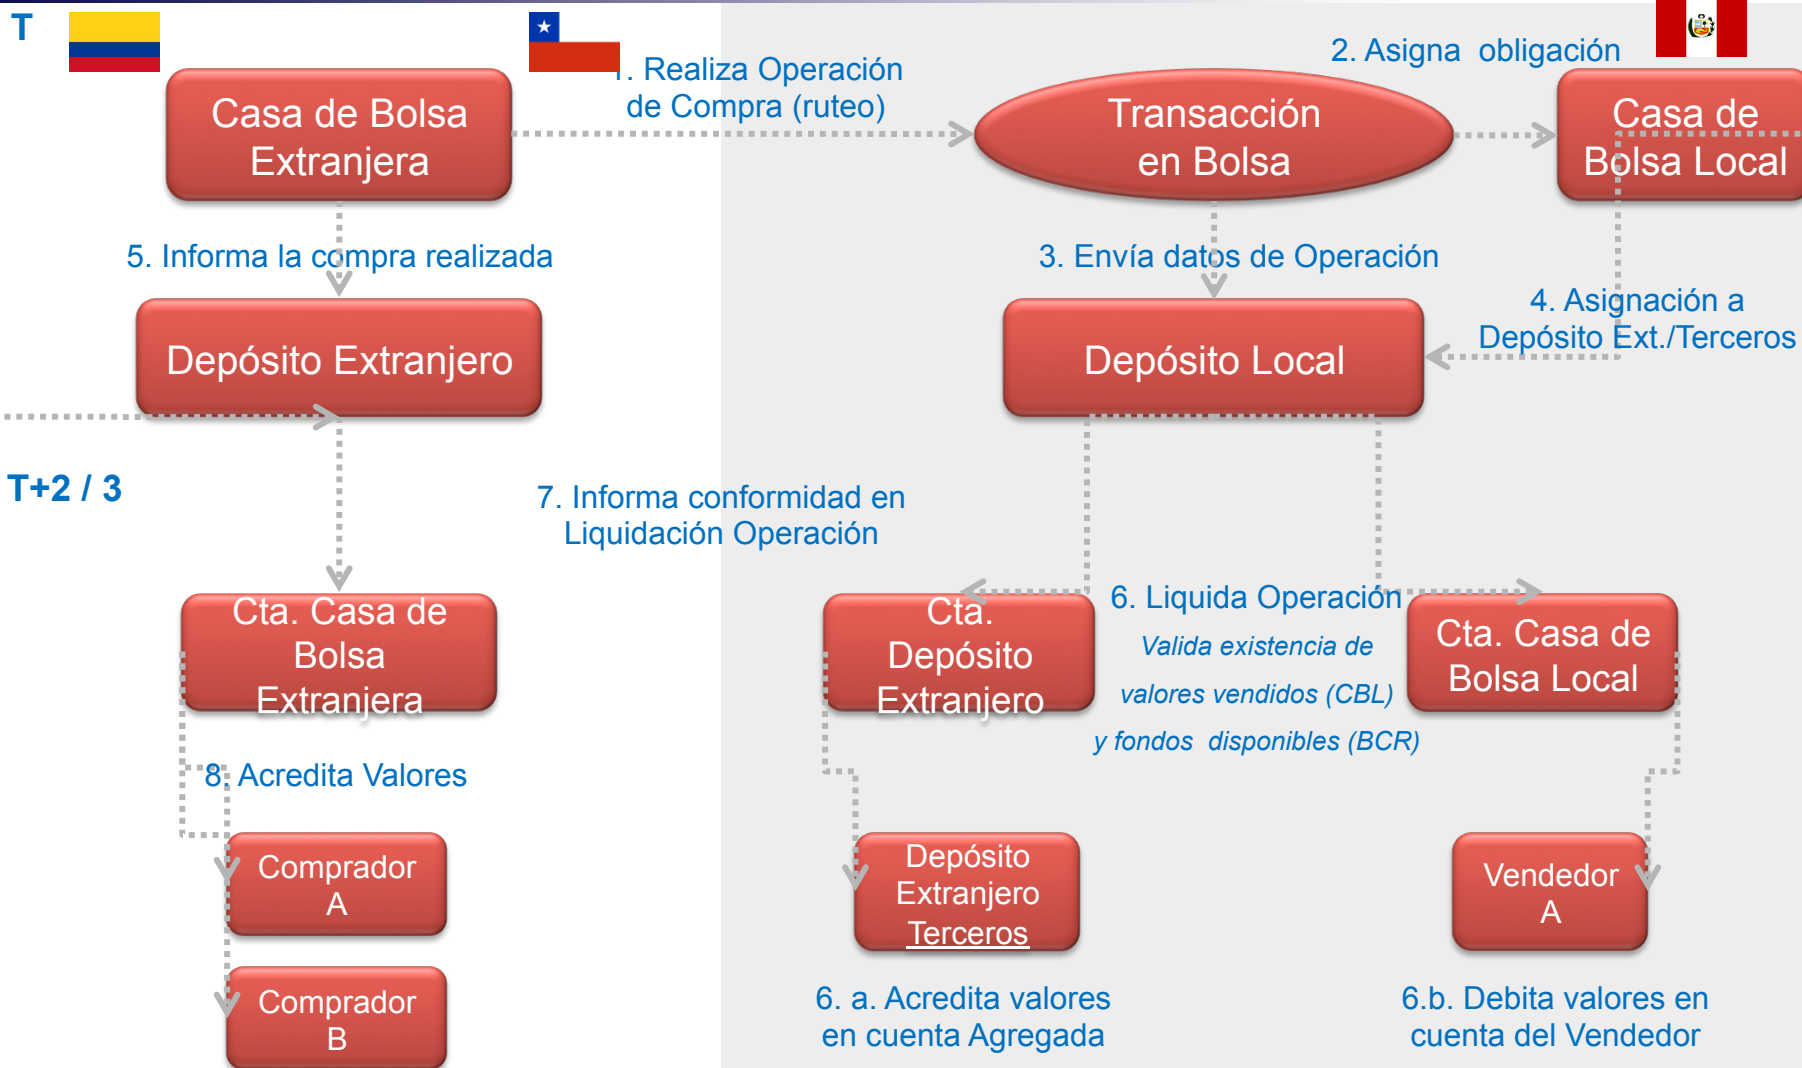 T
1. Realiza Operación
de Compra (ruteo)
2. Asigna  obligación
Casa de Bolsa
Extranjera
Transacción
en Bolsa
Casa de
Bolsa Local
5. Informa la compra realizada
3. Envía datos de Operación
4. Asignación a
Depósito Ext./Terceros
Depósito Extranjero
Depósito Local
T+2 / 3
7. Informa conformidad en
Liquidación Operación
6. Liquida Operación
Valida existencia de
valores vendidos (CBL)
y fondos  disponibles (BCR)
Cta. Casa de
Bolsa
Extranjera
Cta.
Depósito
Extranjero
Cta. Casa de
Bolsa Local
8. Acredita Valores
Comprador
A
Depósito
Extranjero
Terceros
Vendedor
A
Comprador
B
6. a. Acredita valores
en cuenta Agregada
6.b. Debita valores en
cuenta del Vendedor